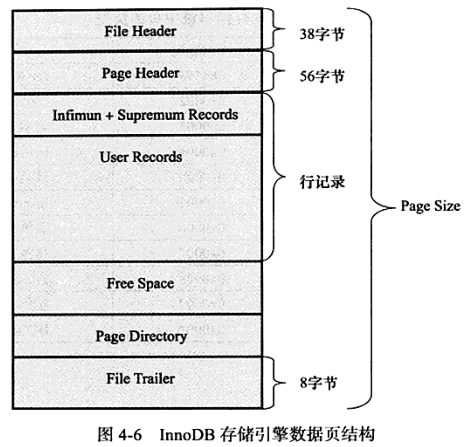 File Header
38字节
Page Header
56字节
Infimun + Supremum Records
User Records
行记录
Page Size
Free Space
Page Directory
File Trailer
8字节
图 4-6 InnoDB 存储引擎数据页结构